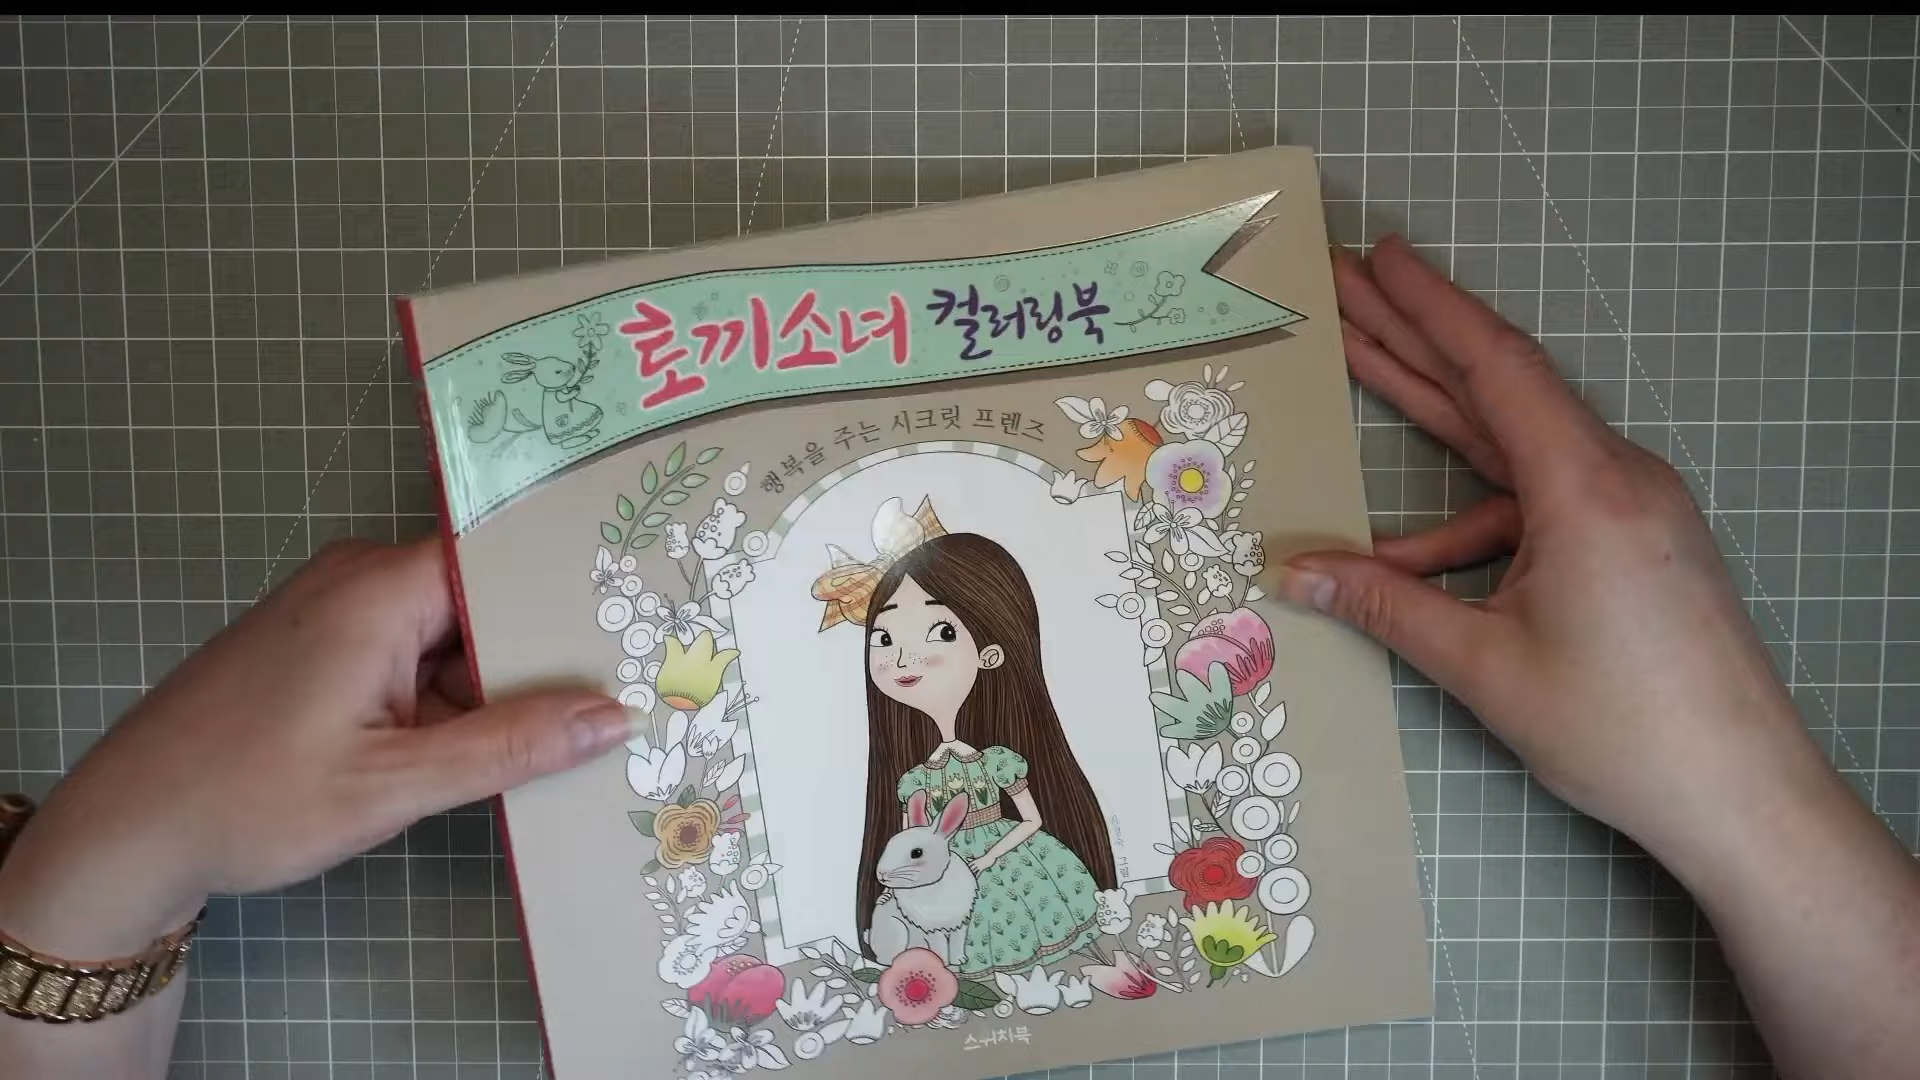 토끼소녀 컬러링북
행복을 주는 시크릿 프렌즈
스위치북